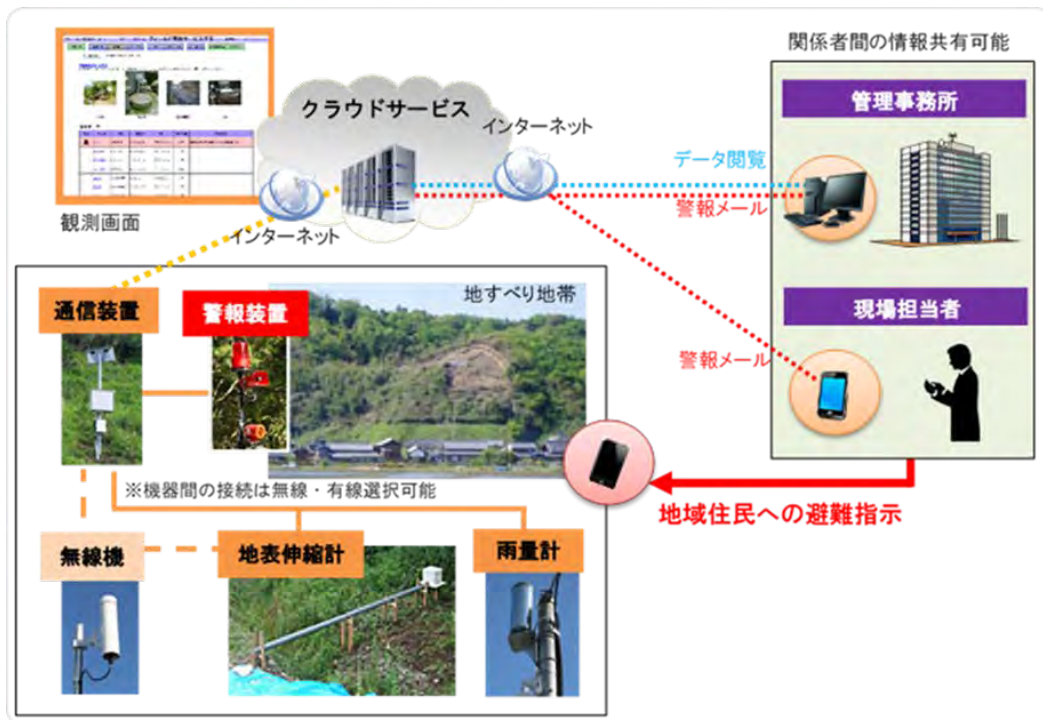 関係者間の情報共有可能
クラウドサービス
インターネット
管理事務所
データ閲覧
警報メール
観測画面
インターネット
通信装置
警報装置
地すべり地帯
現場担当者
警報メール
※機器間の接続は無線・有線選択可能
地域住民への避難指示
無線機
地表伸縮計
雨量計